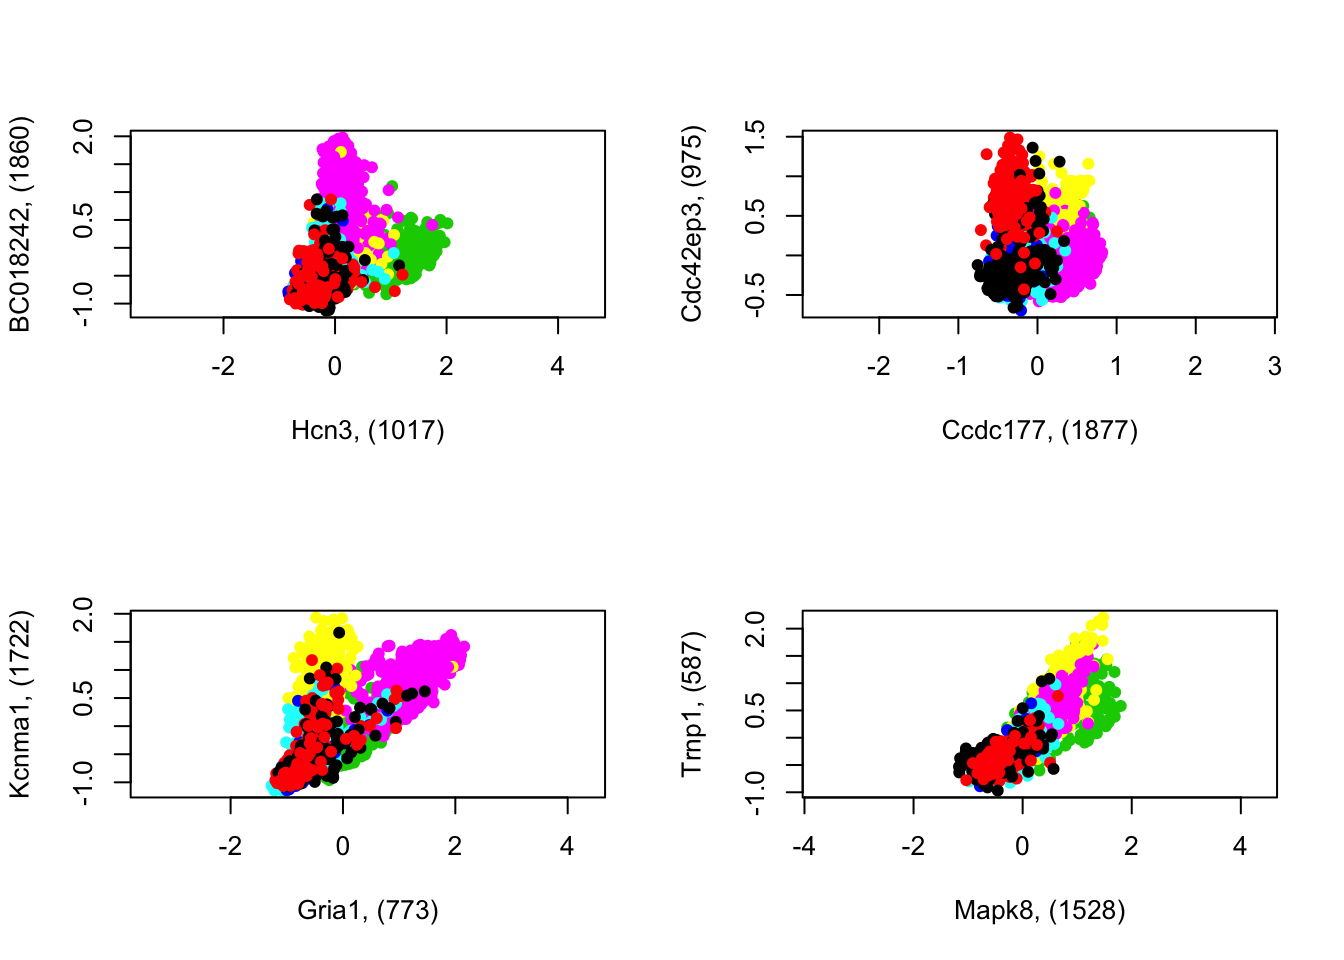 BC018242, (1860)
2.0
0.5
-1.0
-2 0 2 4
Hcn3, (1017)
Cdc42ep3, (975)
1.5
0.5
-0.5
-2 -1 0 1 2 3
Ccdc177, (1877)
Kcnma1, (1722)
2.0
0.5
-1.0
-2 0 2 4
Gria1, (773)
Trnp1, (587)
2.0
0.5
-1.0
-4 -2 0 2 4
Mapk8, (1528)